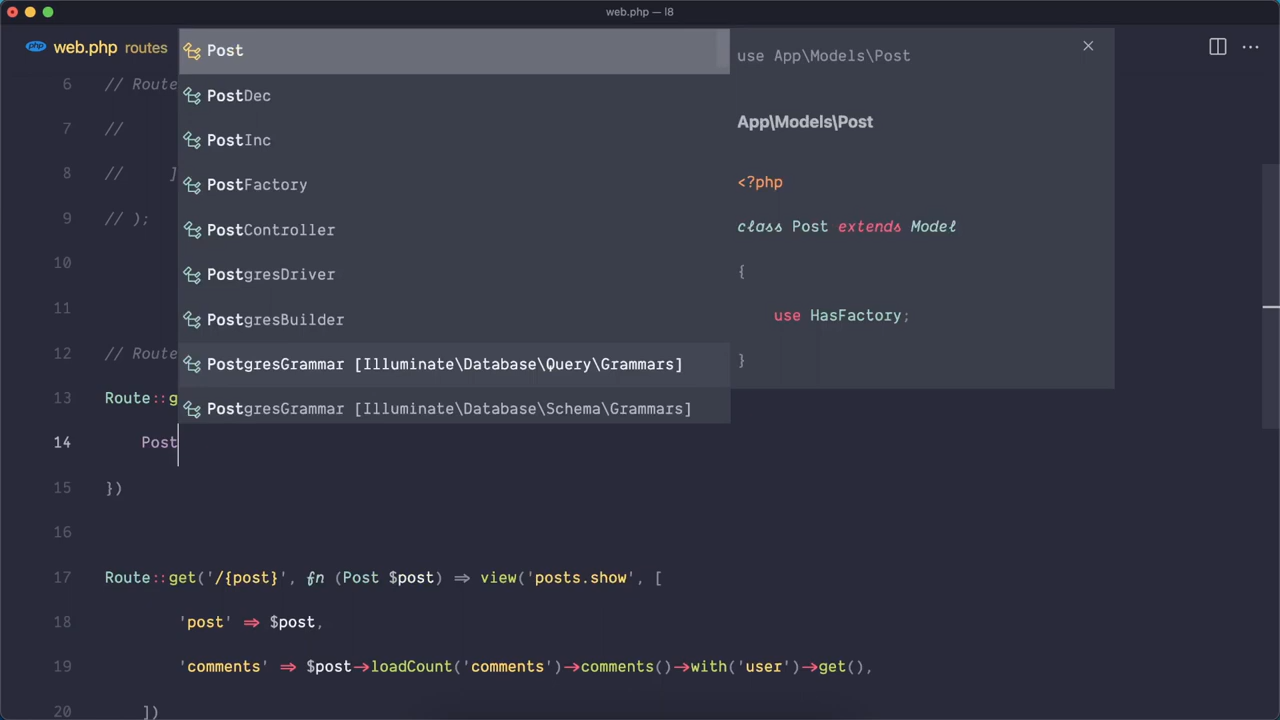 web.php — l8
php web.php routes
Post
PostDec
PostInc
PostFactory
PostController
PostgresDriver
PostgresBuilder
PostgresGrammar [Illuminate\Database\Query\Grammars]
PostgresGrammar [Illuminate\Database\Schema\Grammars]
use App\Models\Post
App\Models\Post
<?php
class Post extends Model
{
use HasFactory;
}
6 // Route
7 //
8 // ]
9 // );
10
11
12 // Route
13 Route::g
14 Post
15 })
16
17 Route::get('/{post}', fn (Post $post) => view('posts.show', [
18 'post' => $post,
19 'comments' => $post->loadCount('comments')->comments()->with('user')->get(),
20 ])